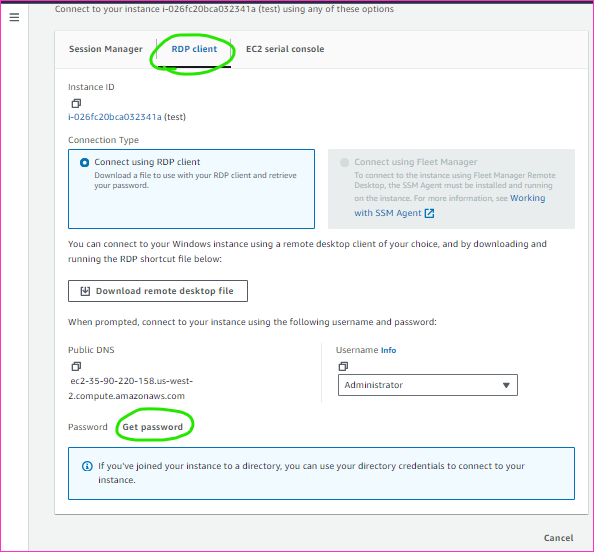 Connect to your instance i-026fc20bca032341a (test) using any of these options
Session Manager
RDP client
EC2 serial console
Instance ID
i-026fc20bca032341a (test)
Connection Type
Connect using RDP client
Download a file to use with your RDP client and retrieve
your password.
Connect using Fleet Manager
To connect to the instance using Fleet Manager Remote
Desktop, the SSM Agent must be installed and running
on the instance. For more information, see Working
with SSM Agent
You can connect to your Windows instance using a remote desktop client of your choice, and by downloading and
running the RDP shortcut file below:
Download remote desktop file
When prompted, connect to your instance using the following username and password:
Public DNS
ec2-35-90-220-158.us-west-
2.compute.amazonaws.com
Username Info
Administrator
Password Get password
If you've joined your instance to a directory, you can use your directory credentials to connect to your
instance.
Cancel